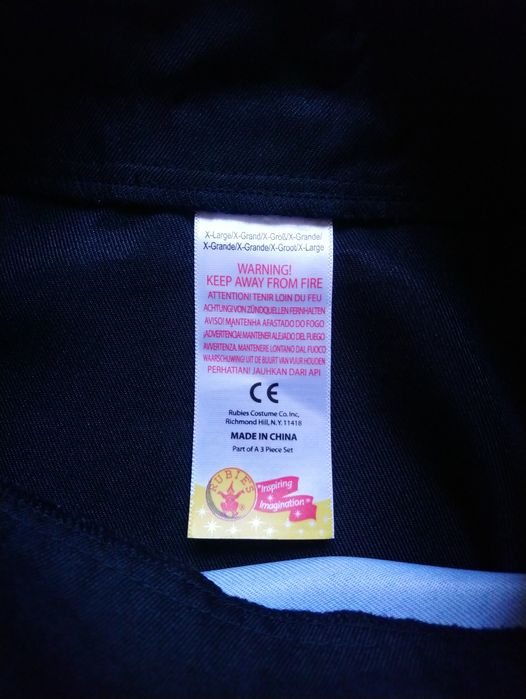 X-Large/X-Grand/X-Groß/X-Grande/
X-Grande/X-Grande/X-Groot/X-Large
WARNING!
KEEP AWAY FROM FIRE
ATTENTION! TENIR LOIN DU FEU
ACHTUNG! VON ZÜNDQUELLEN FERNHALTEN
AVISO! MANTENHA AFASTADO DO FOGO
¡ADVERTENCIA! MANTENER ALEJADO DEL FUEGO
AVVERTENZA. MANTENERE LONTANO DAL FUOCO
WAARSCHUWING! UIT DE BUURT VAN VUUR HOUDEN
PERHATIAN! JAUHKAN DARI API
CE
Rubies Costume Co. Inc,
Richmond Hill, N.Y. 11418
MADE IN CHINA
Part of A 3 Piece Set
RUBIES®
"Inspiring
Imagination"